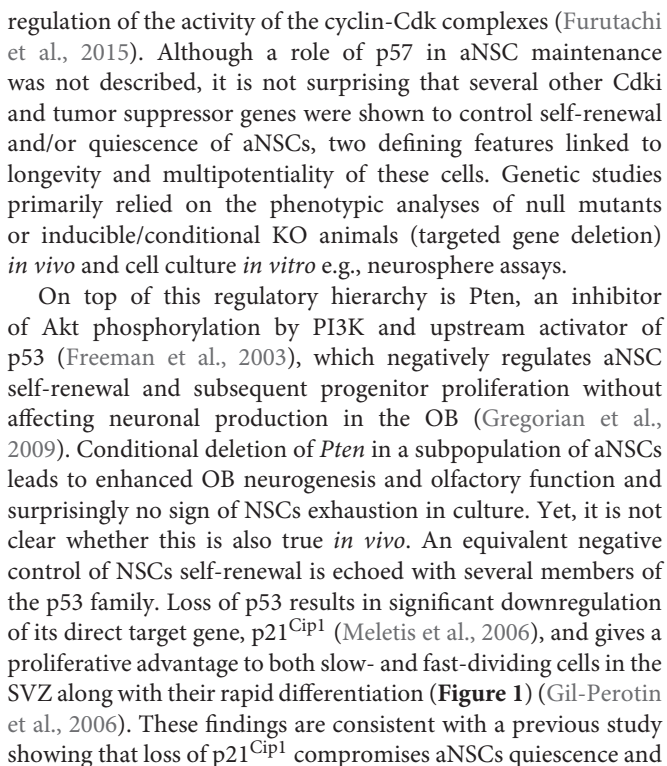 regulation of the activity of the cyclin-Cdk complexes (Furutachi
et al., 2015). Although a role of p57 in aNSC maintenance
was not described, it is not surprising that several other Cdki
and tumor suppressor genes were shown to control self-renewal
and/or quiescence of aNSCs, two defining features linked to
longevity and multipotentiality of these cells. Genetic studies
primarily relied on the phenotypic analyses of null mutants
or inducible/conditional KO animals (targeted gene deletion)
in vivo and cell culture in vitro e.g., neurosphere assays.
On top of this regulatory hierarchy is Pten, an inhibitor
of Akt phosphorylation by PI3K and upstream activator of
p53 (Freeman et al., 2003), which negatively regulates aNSC
self-renewal and subsequent progenitor proliferation without
affecting neuronal production in the OB (Gregorian et al.,
2009). Conditional deletion of Pten in a subpopulation of aNSCs
leads to enhanced OB neurogenesis and olfactory function and
surprisingly no sign of NSCs exhaustion in culture. Yet, it is not
clear whether this is also true in vivo. An equivalent negative
control of NSCs self-renewal is echoed with several members of
the p53 family. Loss of p53 results in significant downregulation
of its direct target gene, p21Cip1 (Meletis et al., 2006), and gives a
proliferative advantage to both slow- and fast-dividing cells in the
SVZ along with their rapid differentiation (Figure 1) (Gil-Perotin
et al., 2006). These findings are consistent with a previous study
showing that loss of p21Cip1 compromises aNSCs quiescence and